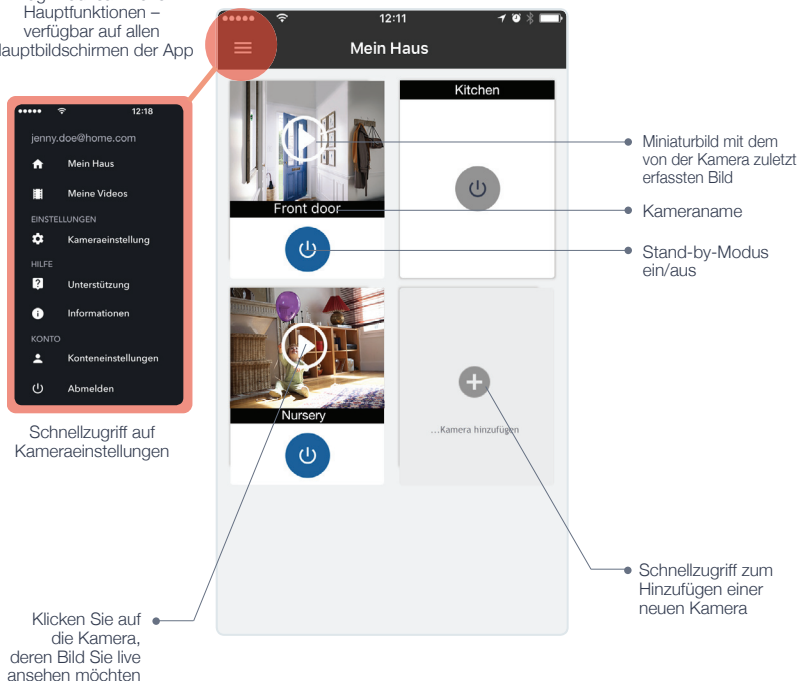 Hauptfunktionen –
verfügbar auf allen
Hauptbildschirmen der App
12:11
Mein Haus
12:18
jenny.doe@home.com
Mein Haus
Meine Videos
EINSTELLUNGEN
Kameraeinstellung
HILFE
Unterstützung
Informationen
KONTO
Konteneinstellungen
Abmelden
Schnellzugriff auf
Kameraeinstellungen
Front door
Kitchen
Nursery
...Kamera hinzufügen
Miniaturbild mit dem
von der Kamera zuletzt
erfassten Bild
Kameraname
Stand-by-Modus
ein/aus
Schnellzugriff zum
Hinzufügen einer
neuen Kamera
Klicken Sie auf
die Kamera,
deren Bild Sie live
ansehen möchten